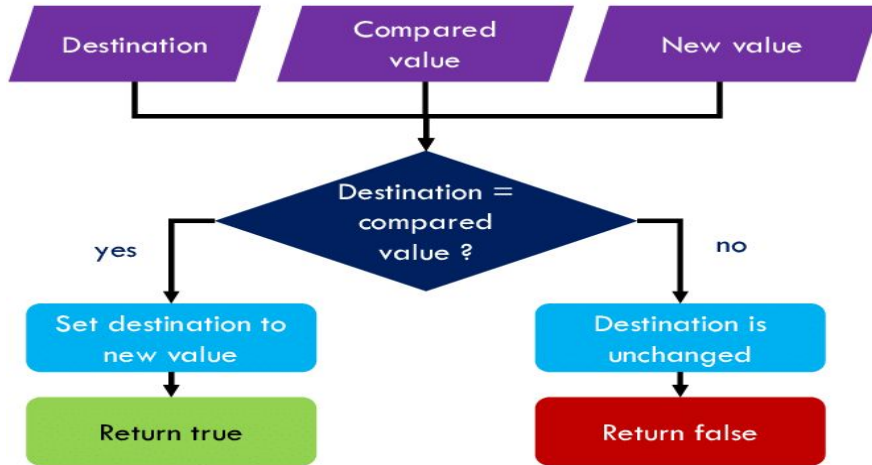 Destination
Compared
value
New value
Destination =
compared
value ?
yes
no
Set destination to
new value
Destination is
unchanged
Return true
Return false